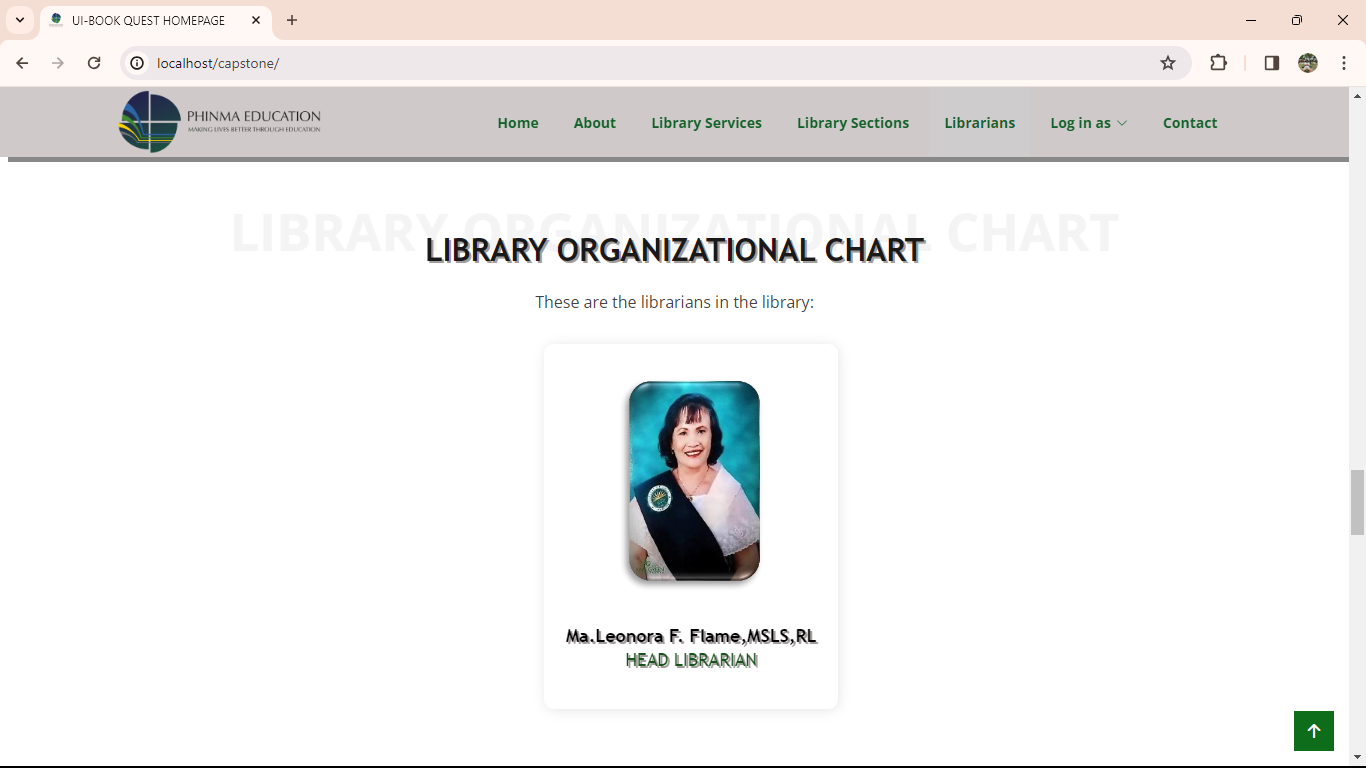 UI-BOOK QUEST HOMEPAGE
localhost/capstone/
PHINMA EDUCATION
MAKING LIVES BETTER THROUGH EDUCATION
Home About Library Services Library Sections Librarians Log in as Contact
LIBRARY ORGANIZATIONAL CHART
LIBRARY ORGANIZATIONAL CHART
These are the librarians in the library:
Ma.Leonora F. Flame,MSLS,RL
HEAD LIBRARIAN